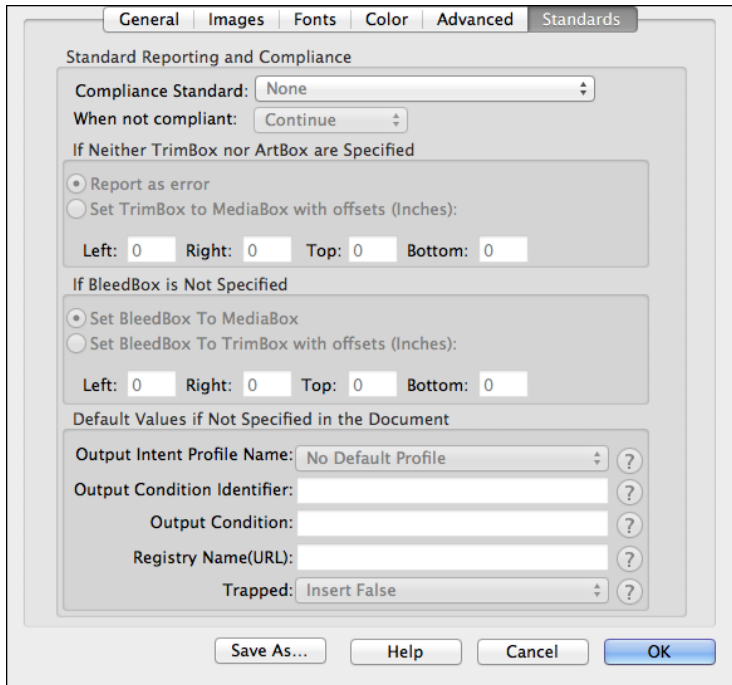 General Images Fonts Color Advanced Standards
Standard Reporting and Compliance
Compliance Standard: None
When not compliant: Continue
If Neither TrimBox nor ArtBox are Specified
Report as error
Set TrimBox to MediaBox with offsets (Inches):
Left: 0 Right: 0 Top: 0 Bottom: 0
If BleedBox is Not Specified
Set BleedBox To MediaBox
Set BleedBox To TrimBox with offsets (Inches):
Left: 0 Right: 0 Top: 0 Bottom: 0
Default Values if Not Specified in the Document
Output Intent Profile Name: No Default Profile ?
Output Condition Identifier: ?
Output Condition: ?
Registry Name(URL): ?
Trapped: Insert False ?
Save As... Help Cancel OK